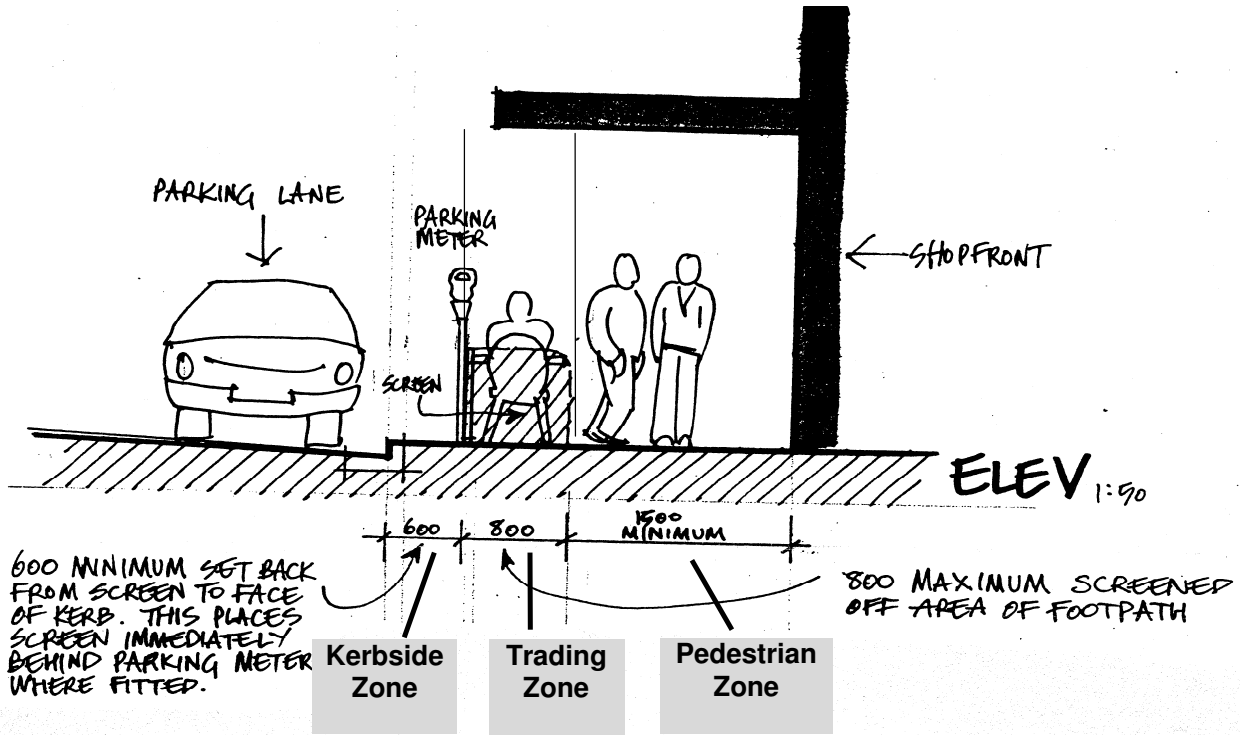 PARKING LANE
PARKING
METER
SHOPFRONT
SCREEN
ELEV 1:50
600
800
1500
MINIMUM
600 MINIMUM SET BACK
FROM SCREEN TO FACE
OF KERB. THIS PLACES
SCREEN IMMEDIATELY
BEHIND PARKING METER
WHERE FITTED.
800 MAXIMUM SCREENED
OFF AREA OF FOOTPATH
Kerbside
Zone
Trading
Zone
Pedestrian
Zone